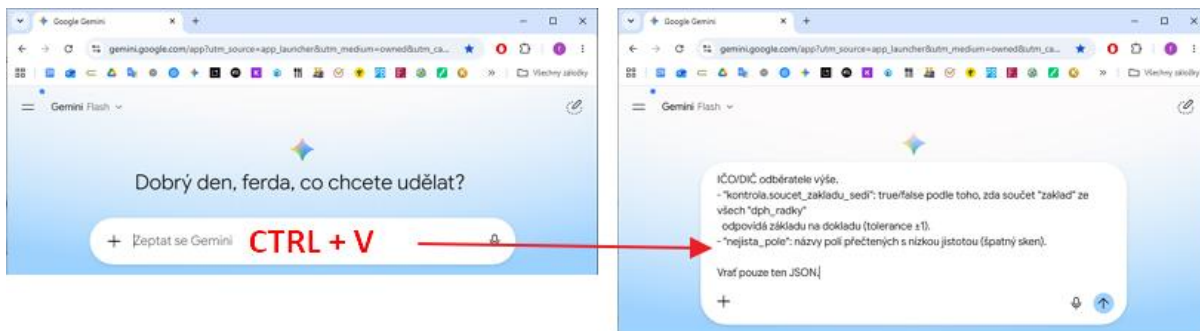 Google Gemini
gemini.google.com/app?utm_source=app_launcher&utm_medium=owned&utm_ca...
Všechny záložky
Gemini Flash
Dobrý den, ferda, co chcete udělat?
Zeptat se Gemini
CTRL + V
Google Gemini
gemini.google.com/app?utm_source=app_launcher&utm_medium=owned&utm_ca...
Všechny záložky
Gemini Flash
IČO/DIČ odběratele výše.
- "kontrola.soucet_zakladu_sedi": true/false podle toho, zda součet "zaklad" ze
všech "dph_radky"
odpovídá základu na dokladu (tolerance ±1).
- "nejista_pole": názvy polí přečtených s nízkou jistotou (špatný sken).
Vrať pouze ten JSON.